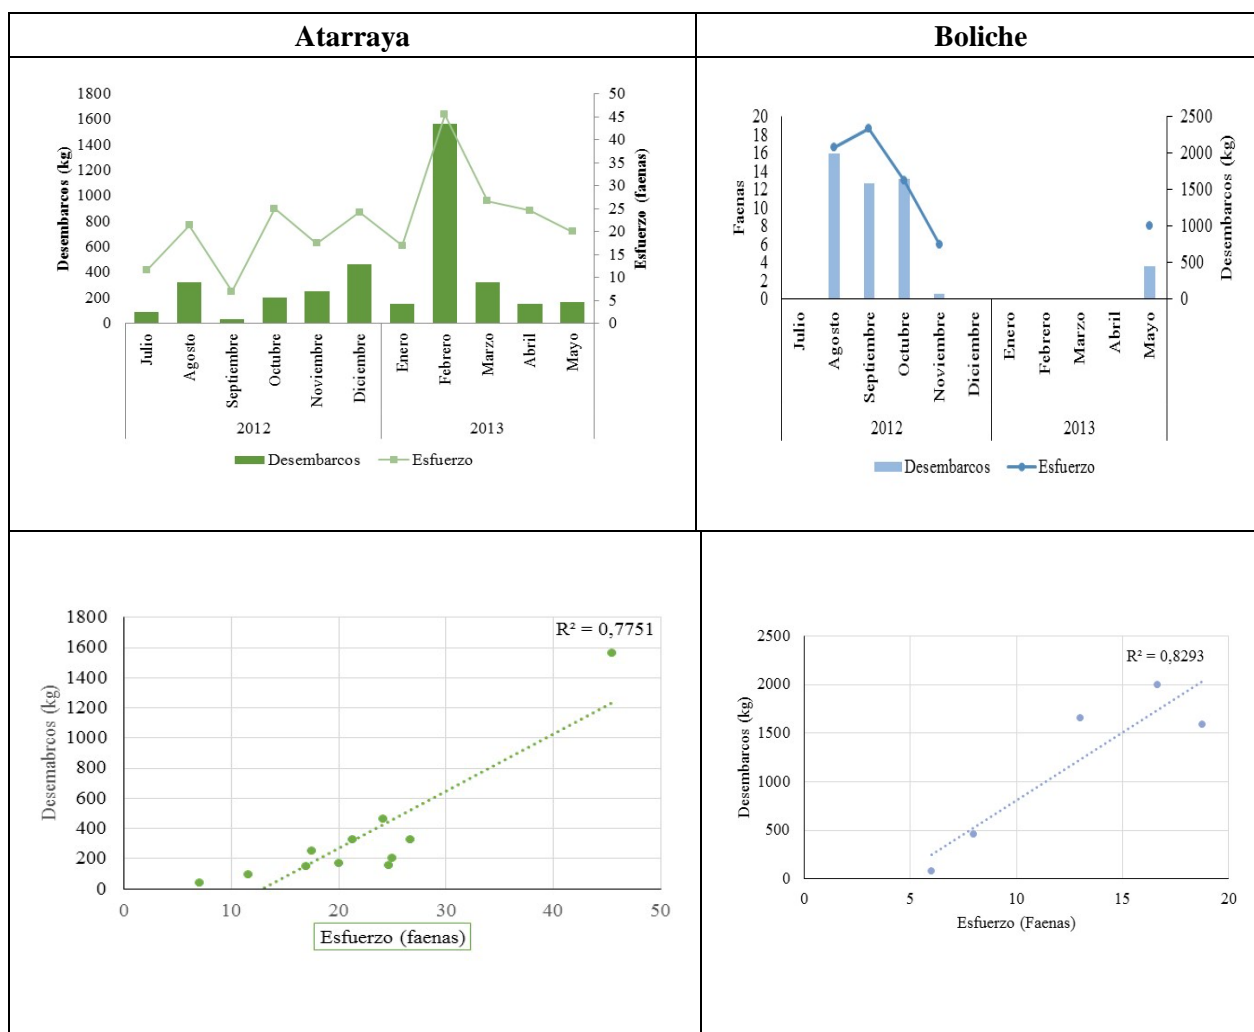 Atarraya
Boliche
1800
1600
1400
1200
1000
800
600
400
200
0
Desembarcos (kg)
50
45
40
35
30
25
20
15
10
5
0
Esfuerzo (faenas)
Julio
Agosto
Septiembre
Octubre
Noviembre
Diciembre
Enero
Febrero
Marzo
Abril
Mayo
2012
2013
Desembarcos
Esfuerzo
20
18
16
14
12
10
8
6
4
2
0
Faenas
2500
2000
1500
1000
500
0
Desembarcos (kg)
Julio
Agosto
Septiembre
Octubre
Noviembre
Diciembre
Enero
Febrero
Marzo
Abril
Mayo
2012
2013
Desembarcos
Esfuerzo
1800
1600
1400
1200
1000
800
600
400
200
0
Desemabrcos (kg)
R² = 0,7751
0 10 20 30 40 50
Esfuerzo (faenas)
2500
2000
1500
1000
500
0
Desembarcos (kg)
R² = 0,8293
0 5 10 15 20
Esfuerzo (Faenas)